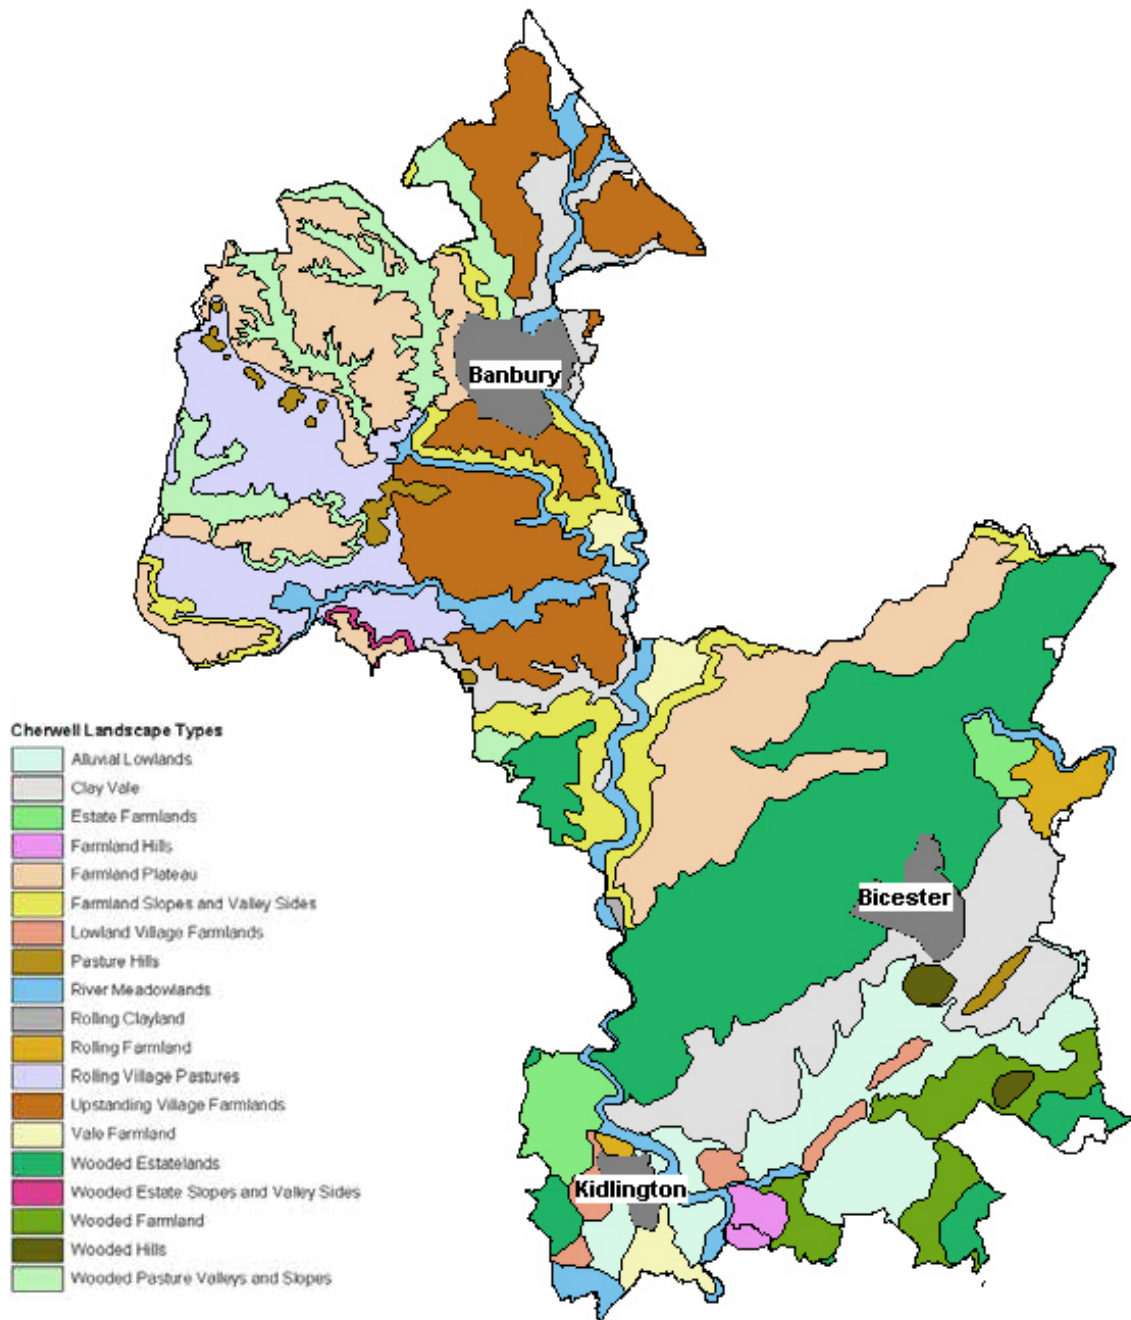 Banbury
Cherwell Landscape Types
Alluvial Lowlands
Clay Vale
Estate Farmlands
Farmland Hills
Farmland Plateau
Farmland Slopes and Valley Sides
Lowland Village Farmlands
Pasture Hills
River Meadowlands
Rolling Clayland
Rolling Farmland
Rolling Village Pastures
Upstanding Village Farmlands
Vale Farmland
Wooded Estatelands
Wooded Estate Slopes and Valley Sides
Wooded Farmland
Wooded Hills
Wooded Pasture Valleys and Slopes
Bicester
Kidlington